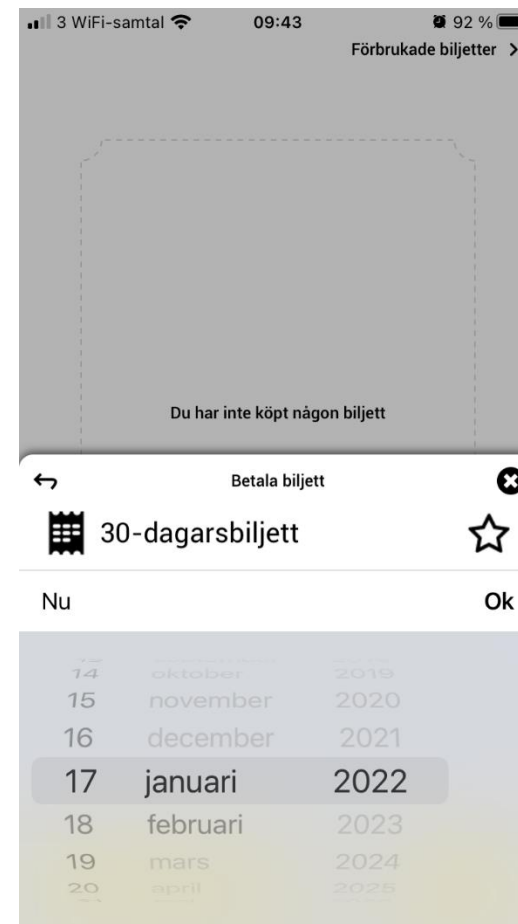 3 WiFi-samtal 09:43 92 %
Förbrukade biljetter
Du har inte köpt någon biljett
Betala biljett
30-dagarsbiljett
Nu Ok
14 oktober 2019
15 november 2020
16 december 2021
17 januari 2022
18 februari 2023
19 mars 2024
20 april 2025